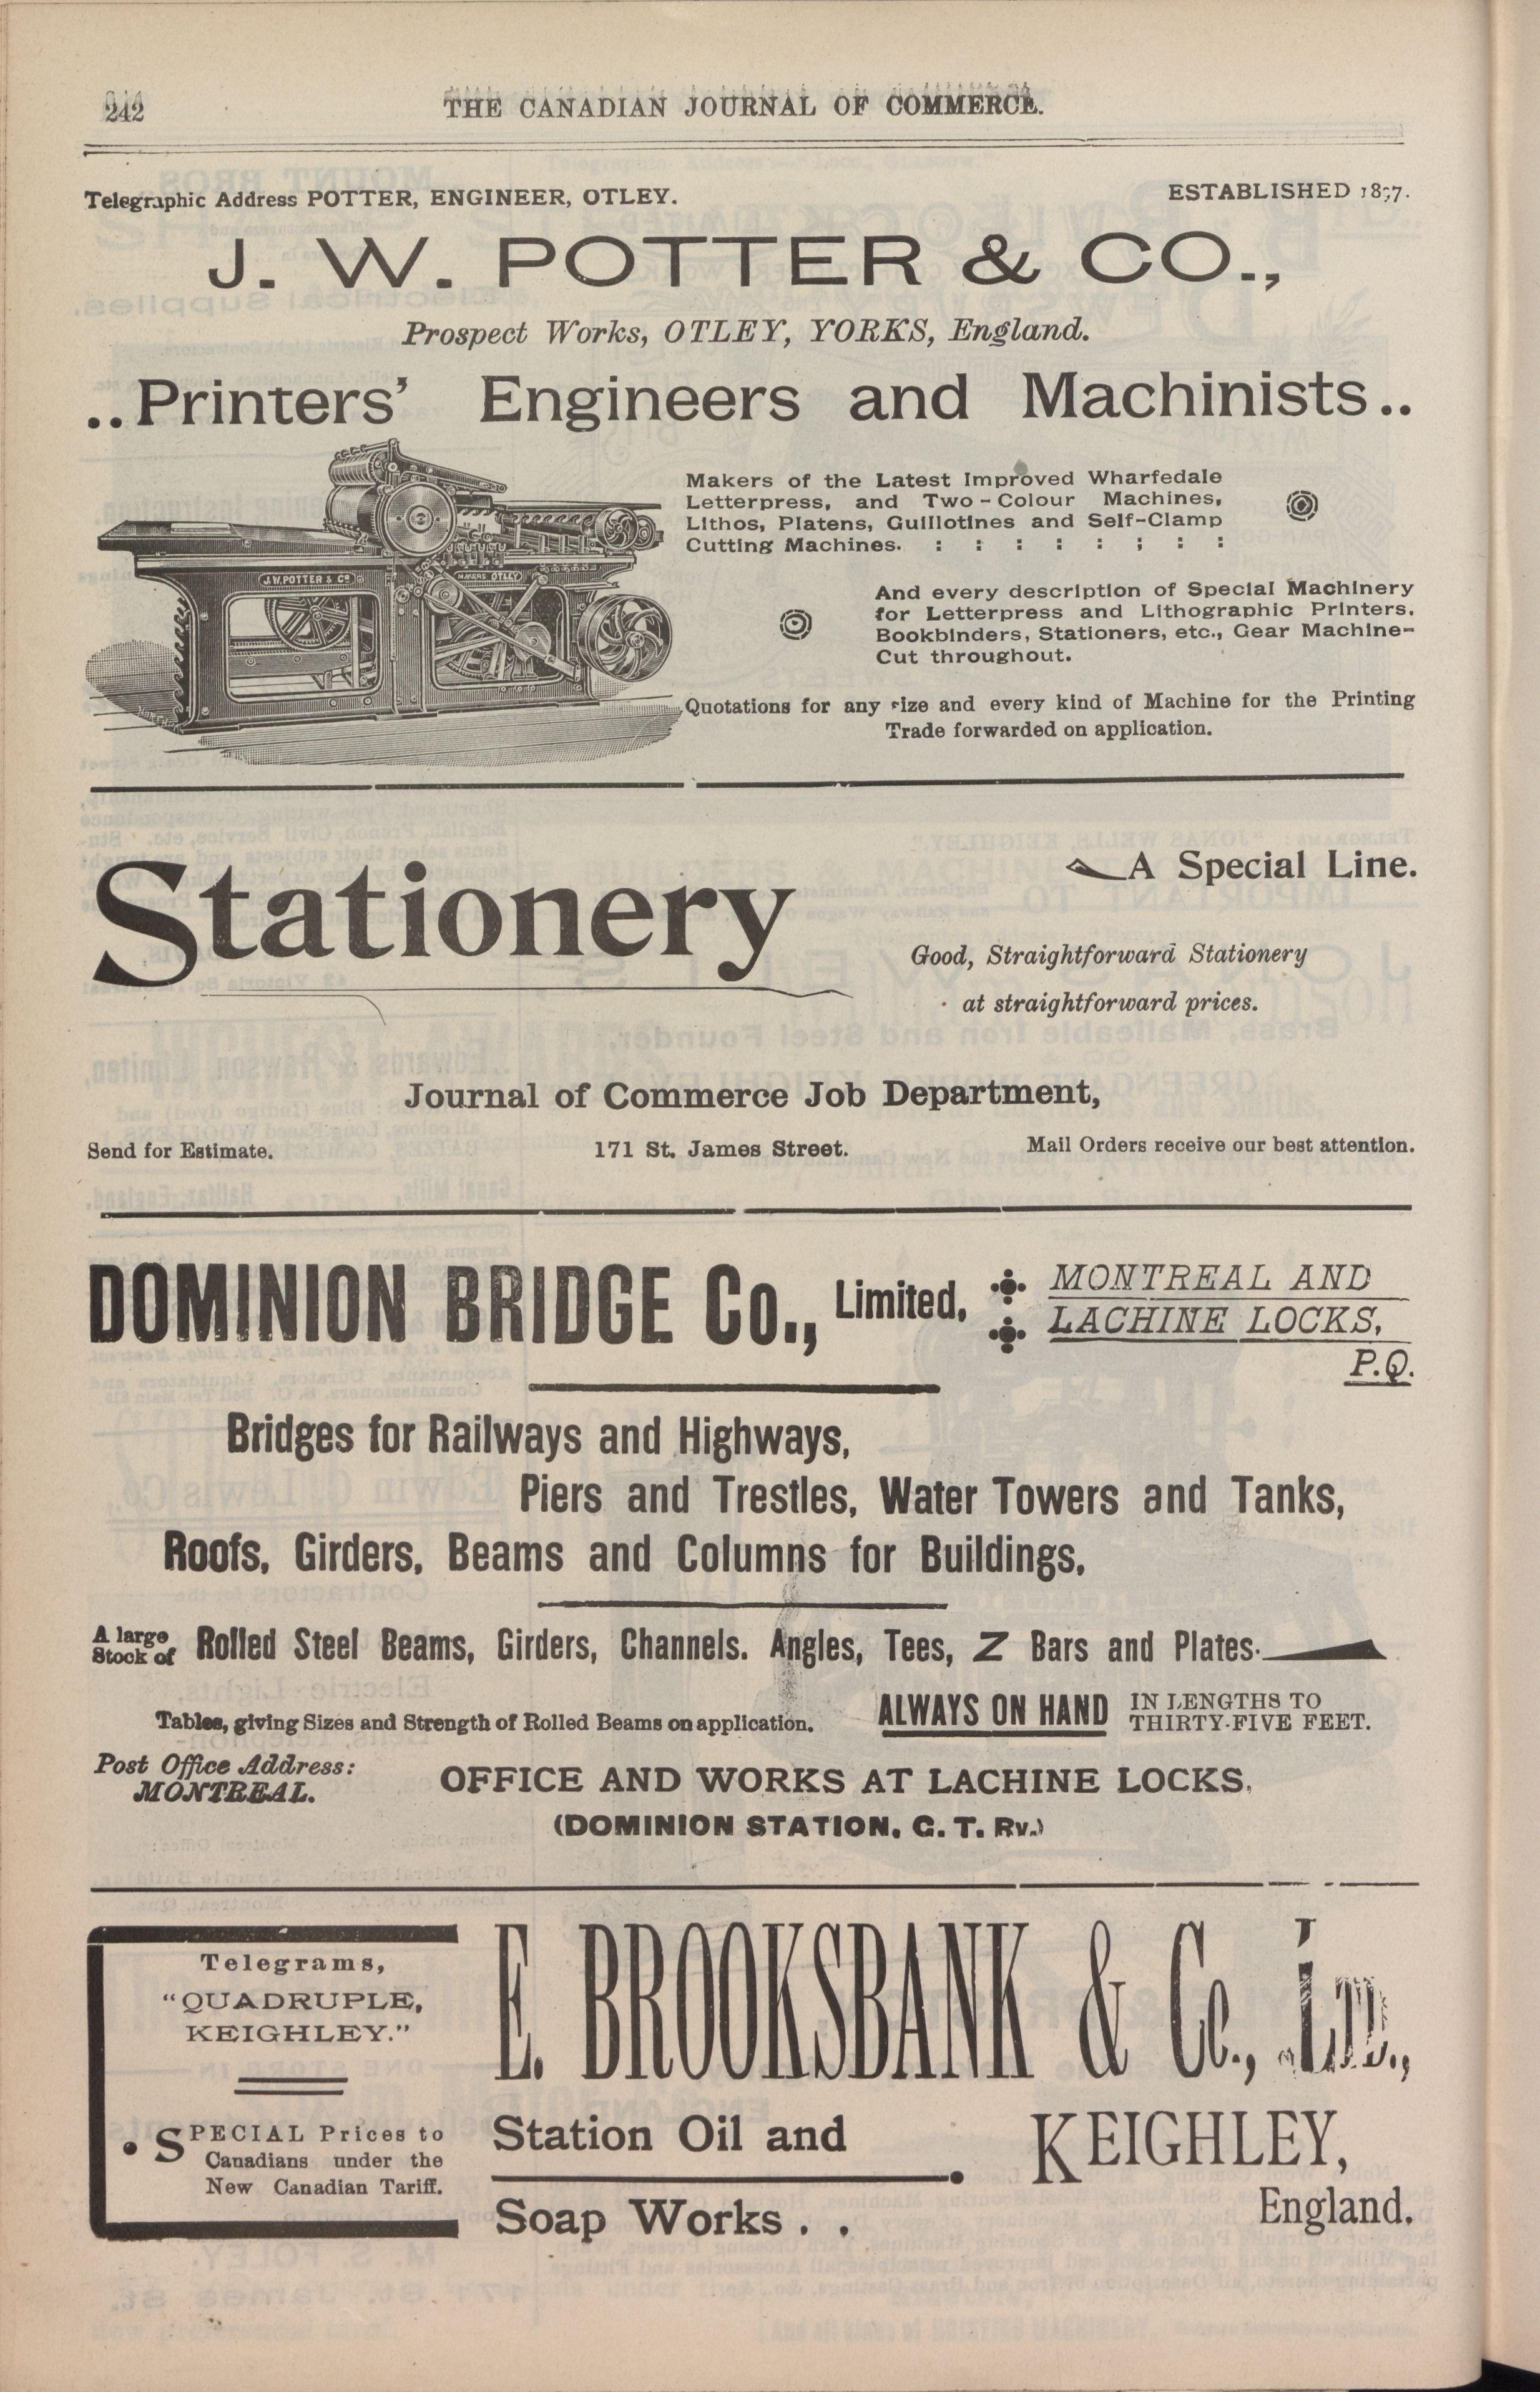 242
THE CANADIAN JOURNAL OF COMMERCE.
Telegraphic Address POTTER, ENGINEER, OTLEY.
ESTABLISHED
J. W. POTTER & CO.,
Prospect Works, OTLEY, YORKS, England.
..Printers' Engineers and Machinists..
J.W.POTTER & Co
MAKERS OTLEY
Makers of the Latest Improved Wharfedale
Letterpress, and Two-Colour Machines,
Lithos, Platens, Guillotines and Self-Clamp
Cutting Machines. : : : : : ; : :
And every description of Special Machinery
for Letterpress and Lithographic Printers.
Bookbinders, Stationers, etc., Gear Machine-
Cut throughout.
Quotations for any size and every kind of Machine for the Printing
Trade forwarded on application.
Stationery
A Special Line.
Good, Straightforward Stationery
at straightforward prices.
Journal of Commerce Job Department,
Send for Estimate.
171 St. James Street.
Mail Orders receive our best attention.
DOMINION BRIDGE Co., Limited,
MONTREAL AND
LACHINE LOCKS,
P.Q.
Bridges for Railways and Highways,
Piers and Trestles, Water Towers and Tanks,
Roofs, Girders, Beams and Columns for Buildings,
A large
Stock of
Rolled Steel Beams, Girders, Channels. Angles, Tees, Z Bars and Plates.
Tables, giving Sizes and Strength of Rolled Beams on application.
ALWAYS ON HAND
IN LENGTHS TO
THIRTY-FIVE FEET.
Post Office Address:
MONTREAL.
OFFICE AND WORKS AT LACHINE LOCKS.
(DOMINION STATION, G. T. Rv.)
Telegrams,
"QUADRUPLE,
KEIGHLEY."
SPECIAL Prices to
Canadians under the
New Canadian Tariff.
E. BROOKSBANK & Co., LTD.,
Station Oil and
Soap Works . .
KEIGHLEY,
England.